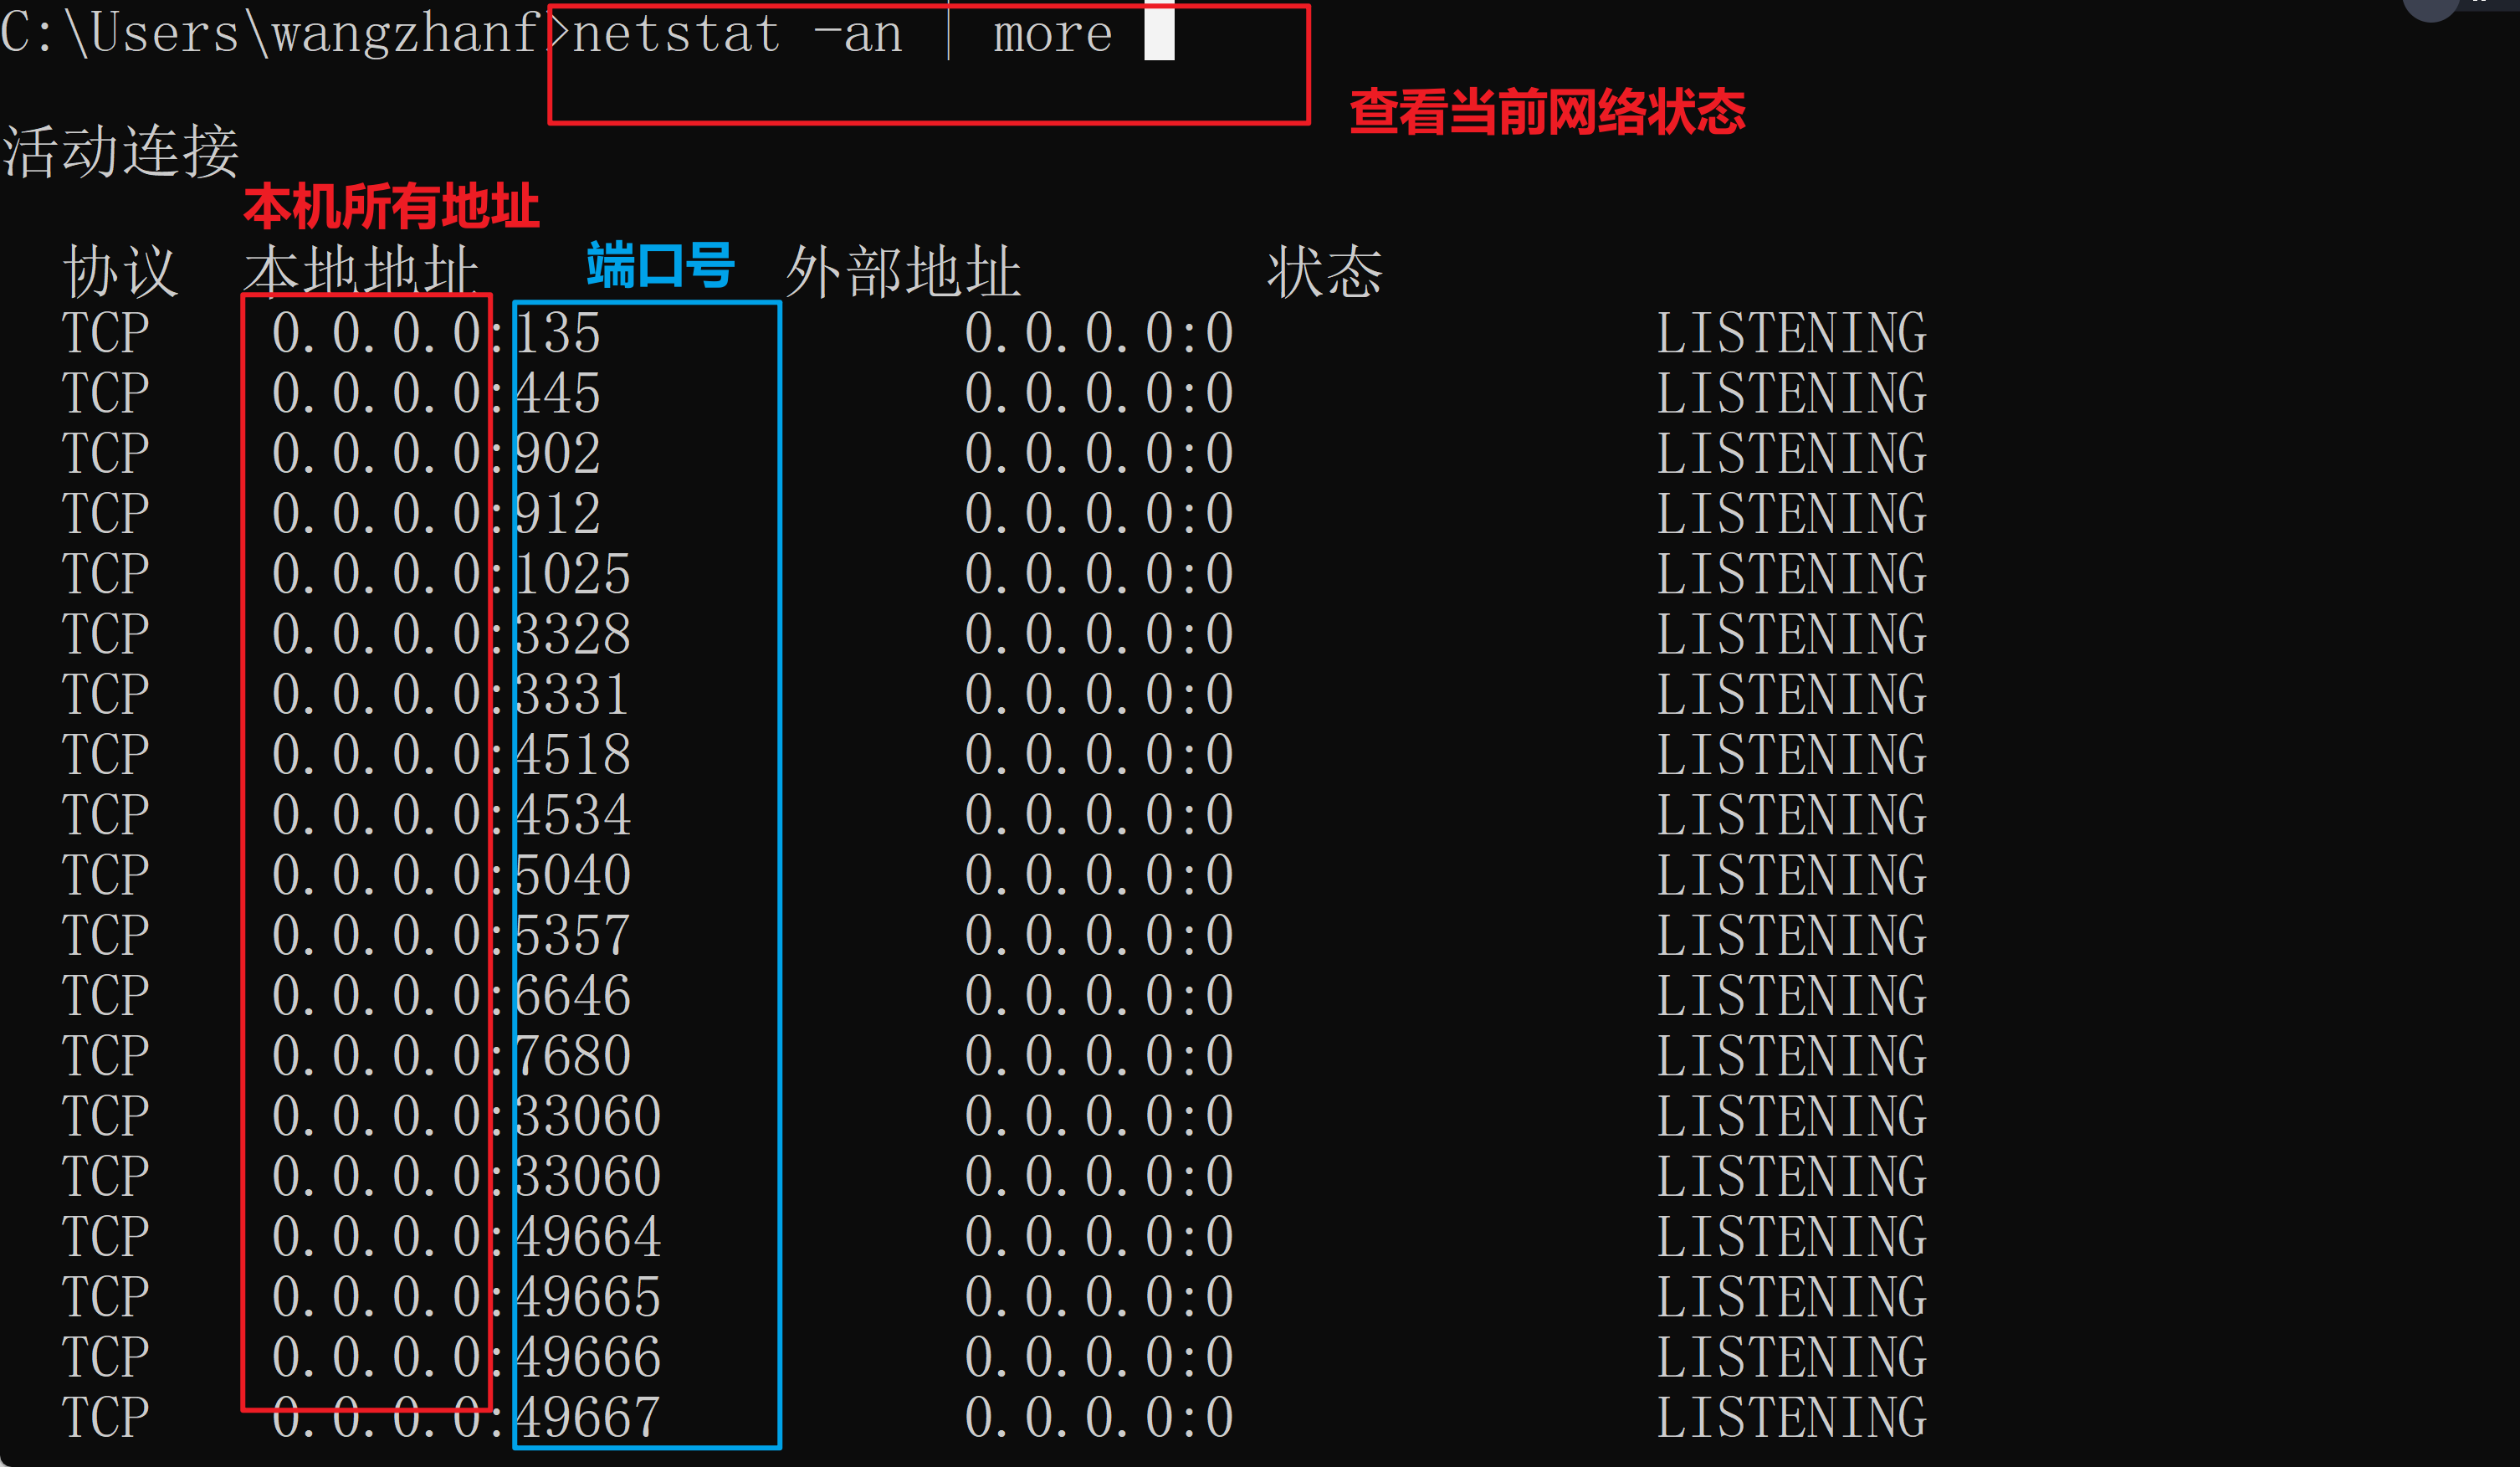 C:\Users\wangzhanf>netstat -an | more
查看当前网络状态
活动连接
本机所有地址
协议 本地地址 端口号 外部地址 状态
TCP 0.0.0.0:135 0.0.0.0:0 LISTENING
TCP 0.0.0.0:445 0.0.0.0:0 LISTENING
TCP 0.0.0.0:902 0.0.0.0:0 LISTENING
TCP 0.0.0.0:912 0.0.0.0:0 LISTENING
TCP 0.0.0.0:1025 0.0.0.0:0 LISTENING
TCP 0.0.0.0:3328 0.0.0.0:0 LISTENING
TCP 0.0.0.0:3331 0.0.0.0:0 LISTENING
TCP 0.0.0.0:4518 0.0.0.0:0 LISTENING
TCP 0.0.0.0:4534 0.0.0.0:0 LISTENING
TCP 0.0.0.0:5040 0.0.0.0:0 LISTENING
TCP 0.0.0.0:5357 0.0.0.0:0 LISTENING
TCP 0.0.0.0:6646 0.0.0.0:0 LISTENING
TCP 0.0.0.0:7680 0.0.0.0:0 LISTENING
TCP 0.0.0.0:33060 0.0.0.0:0 LISTENING
TCP 0.0.0.0:33060 0.0.0.0:0 LISTENING
TCP 0.0.0.0:49664 0.0.0.0:0 LISTENING
TCP 0.0.0.0:49665 0.0.0.0:0 LISTENING
TCP 0.0.0.0:49666 0.0.0.0:0 LISTENING
TCP 0.0.0.0:49667 0.0.0.0:0 LISTENING